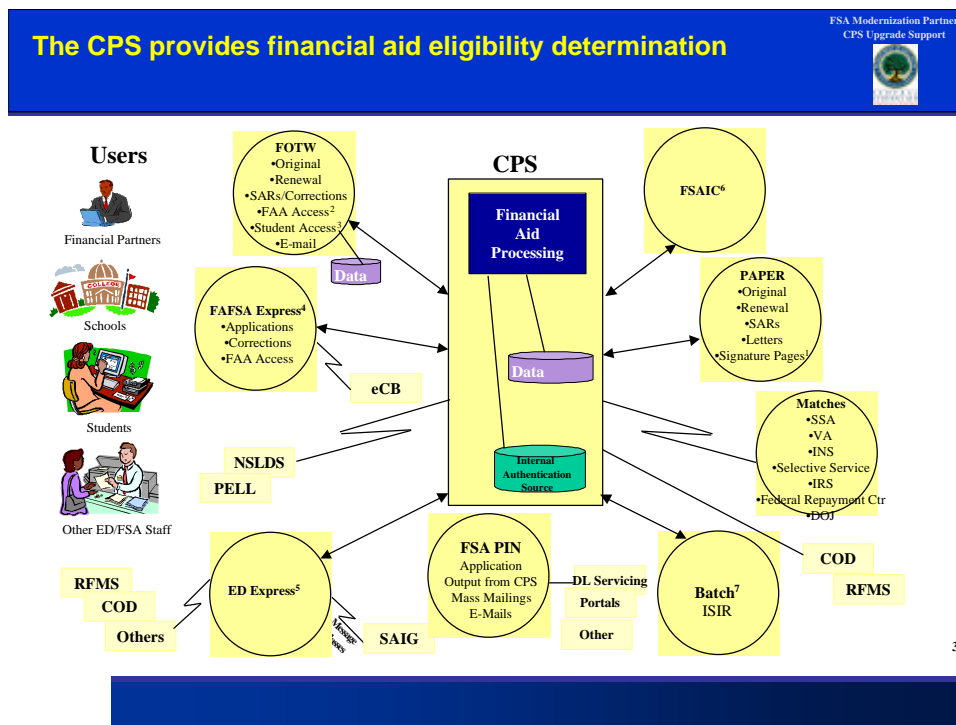 The CPS provides financial aid eligibility determination
FSA Modernization Partner
CPS Upgrade Support
Users
Financial Partners
Schools
COLLEGE
Students
Other ED/FSA Staff
FOTW
•Original
•Renewal
•SARs/Corrections
•FAA Access2
•Student Access3
•E-mail
Data
FAFSA Express4
•Applications
•Corrections
•FAA Access
eCB
NSLDS
PELL
CPS
Financial
Aid
Processing
Data
Internal
Authentication
Source
FSAIC6
PAPER
•Original
•Renewal
•SARs
•Letters
•Signature Pages1
Matches
•SSA
•VA
•INS
•Selective Service
•IRS
•Federal Repayment Ctr
•DOJ
COD
RFMS
RFMS
COD
Others
ED Express5
Message
SAIG
FSA PIN
Application
Output from CPS
Mass Mailings
E-Mails
DL Servicing
Portals
Other
Batch7
ISIR
3